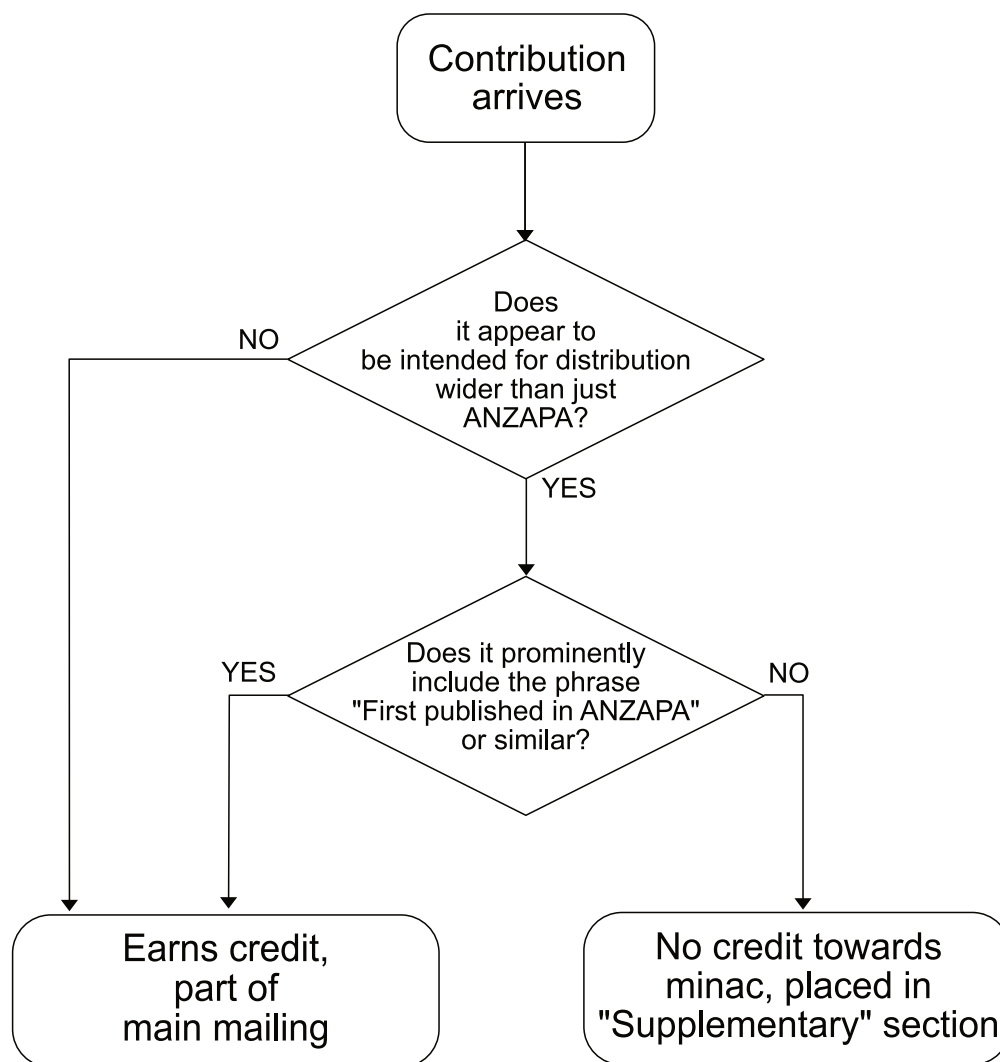 Contribution
arrives
Does
it appear to
be intended for distribution
wider than just
ANZAPA?
NO
YES
Does it prominently
include the phrase
"First published in ANZAPA"
or similar?
YES
NO
Earns credit,
part of
main mailing
No credit towards
minac, placed in
"Supplementary" section